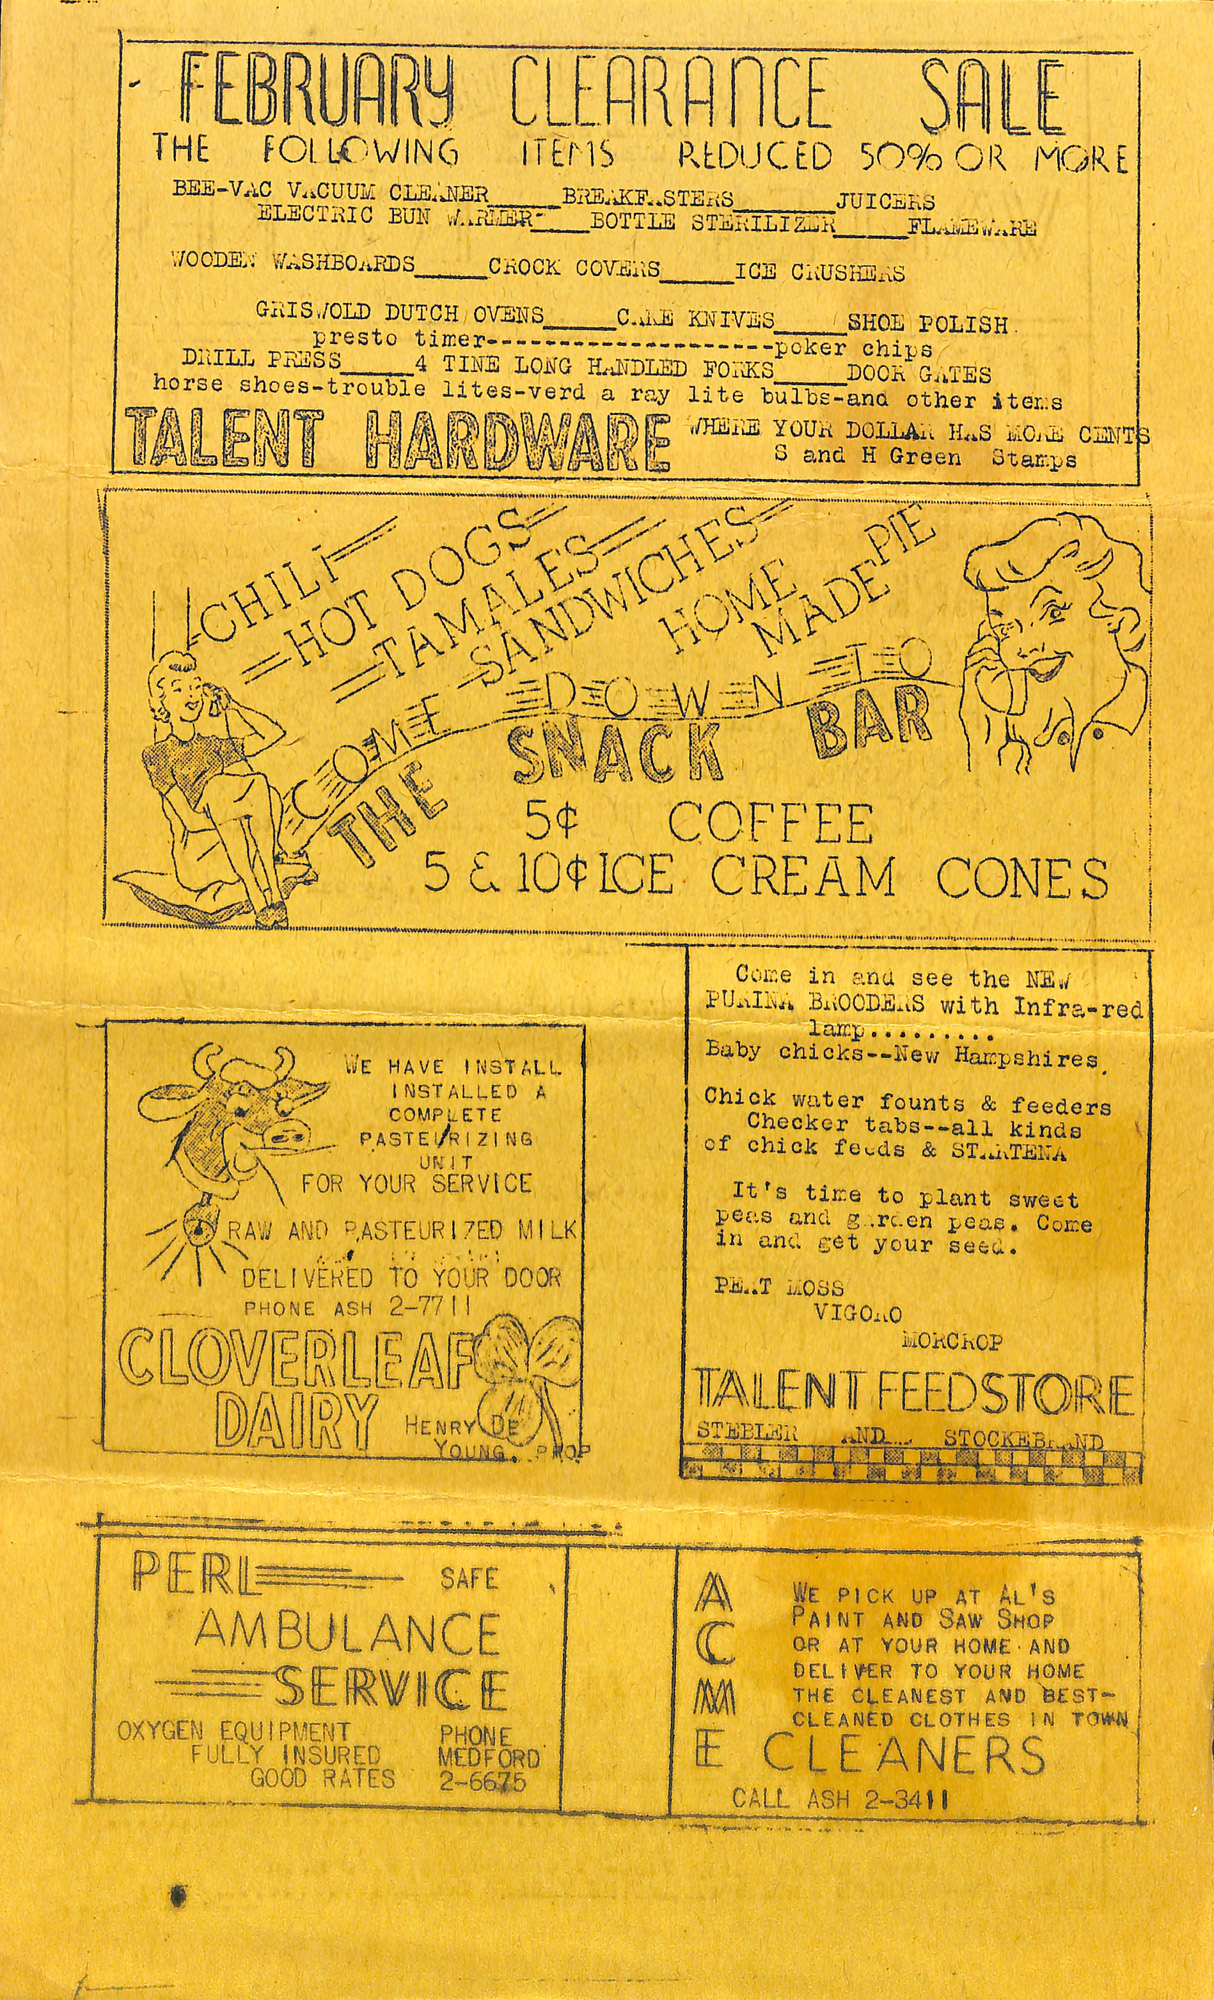 FEBRUARY CLEARANCE SALE
THE FOLLOWING ITEMS REDUCED 50% OR MORE
BEE-VAC VACUUM CLEANER_____BREAKFASTERS_______JUICERS
ELECTRIC BUN WARMER-____BOTTLE STERILIZER_____FLAMEWARE
WOODEN WASHBOARDS_____CROCK COVERS_____ICE CRUSHERS
GRISWOLD DUTCH OVENS_____CAKE KNIVES_____SHOE POLISH
presto timer--------------------poker chips
DRILL PRESS_____4 TINE LONG HANDLED FORKS_____DOOR GATES
horse shoes-trouble lites-verd a ray lite bulbs-and other items
TALENT HARDWARE WHERE YOUR DOLLAR HAS MORE CENTS
S and H Green Stamps
CHILI
HOT DOGS
TAMALES
SANDWICHES
HOME MADE PIE
COME DOWN TO
THE SNACK BAR
5¢ COFFEE
5 & 10¢ ICE CREAM CONES
WE HAVE INSTALL
INSTALLED A
COMPLETE
PASTEURIZING
UNIT
FOR YOUR SERVICE
RAW AND PASTEURIZED MILK
DELIVERED TO YOUR DOOR
PHONE ASH 2-7711
CLOVERLEAF
DAIRY HENRY DE
YOUNG. PROP
Come in and see the NEW
PURINA BROODERS with Infra-red
lamp.........
Baby chicks--New Hampshires.
Chick water founts & feeders
Checker tabs--all kinds
of chick feeds & STARTENA
It's time to plant sweet
peas and garden peas. Come
in and get your seed.
PEAT MOSS
VIGORO
MORCROP
TALENT FEED STORE
STEBLER AND... STOCKEBRAND
PERL SAFE
AMBULANCE
SERVICE
OXYGEN EQUIPMENT PHONE
FULLY INSURED MEDFORD
GOOD RATES 2-6675
ACME
WE PICK UP AT AL'S
PAINT AND SAW SHOP
OR AT YOUR HOME AND
DELIVER TO YOUR HOME
THE CLEANEST AND BEST-
CLEANED CLOTHES IN TOWN
CLEANERS
CALL ASH 2-3411